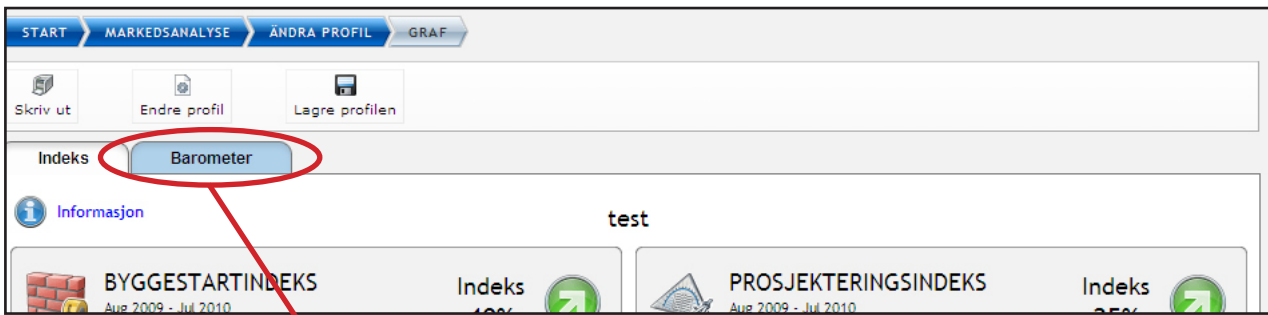 START MARKEDSANALYSE ÄNDRA PROFIL GRAF
Skriv ut Endre profil Lagre profilen
Indeks Barometer
Informasjon
test
BYGGESTARTINDEKS Indeks
Aug 2009 - Jul 2010
PROSJEKTERINGSINDEKS Indeks
Aug 2009 - Jul 2010